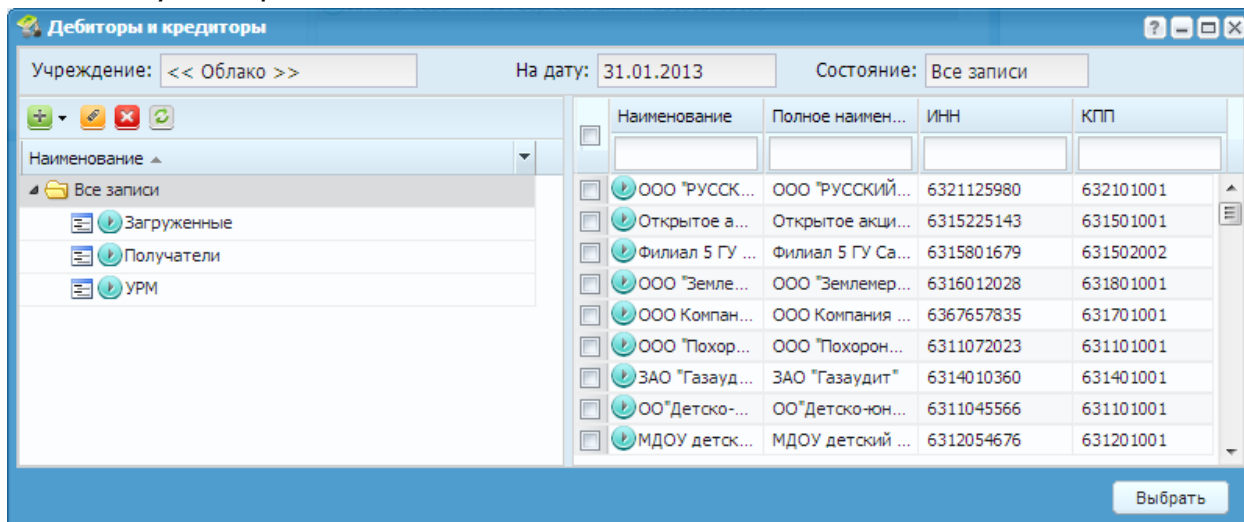 Дебиторы и кредиторы
Учреждение: << Облако >> На дату: 31.01.2013 Состояние: Все записи
Наименование
Все записи
Загруженные
Получатели
УРМ
Наименование Полное наимен... ИНН КПП
ООО "РУССК... ООО "РУССКИЙ... 6321125980 632101001
Открытое а... Открытое акци... 6315225143 631501001
Филиал 5 ГУ ... Филиал 5 ГУ Са... 6315801679 631502002
ООО "Земле... ООО "Землемер... 6316012028 631801001
ООО Компан... ООО Компания ... 6367657835 631701001
ООО "Похор... ООО "Похорон... 6311072023 631101001
ЗАО "Газауд... ЗАО "Газаудит" 6314010360 631401001
ОО"Детско-... ОО"Детско-юн... 6311045566 631101001
МДОУ детск... МДОУ детский ... 6312054676 631201001
Выбрать